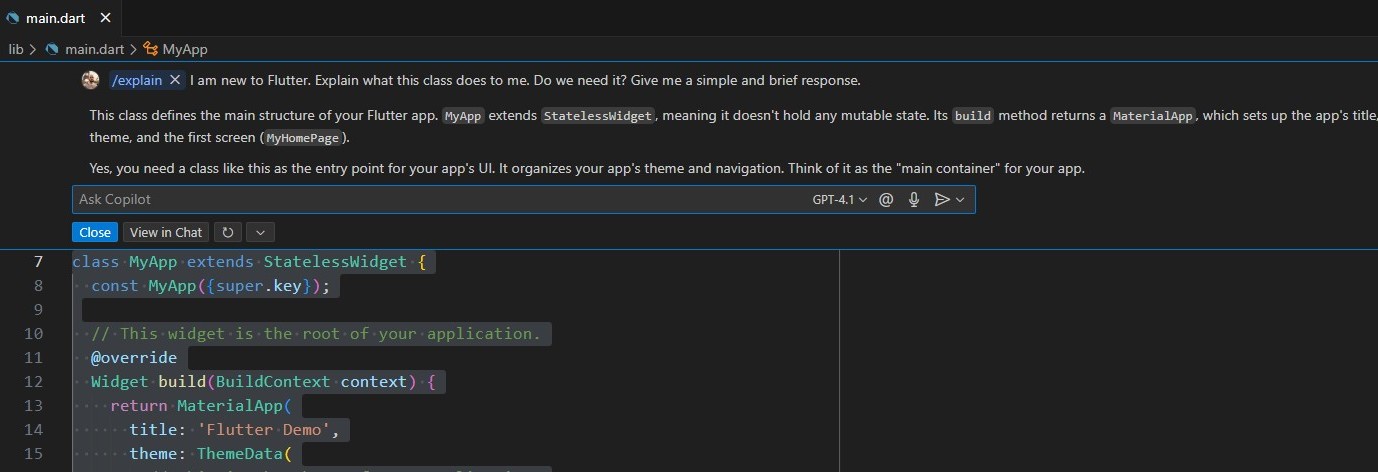 main.dart
lib > main.dart > MyApp
/explain I am new to Flutter. Explain what this class does to me. Do we need it? Give me a simple and brief response.
This class defines the main structure of your Flutter app. MyApp extends StatelessWidget, meaning it doesn't hold any mutable state. Its build method returns a MaterialApp, which sets up the app's title,
theme, and the first screen (MyHomePage).
Yes, you need a class like this as the entry point for your app's UI. It organizes your app's theme and navigation. Think of it as the "main container" for your app.
Ask Copilot GPT-4.1 @
Close View in Chat
7 class MyApp extends StatelessWidget {
8 const MyApp({super.key});
9
10 // This widget is the root of your application.
11 @override
12 Widget build(BuildContext context) {
13 return MaterialApp(
14 title: 'Flutter Demo',
15 theme: ThemeData(